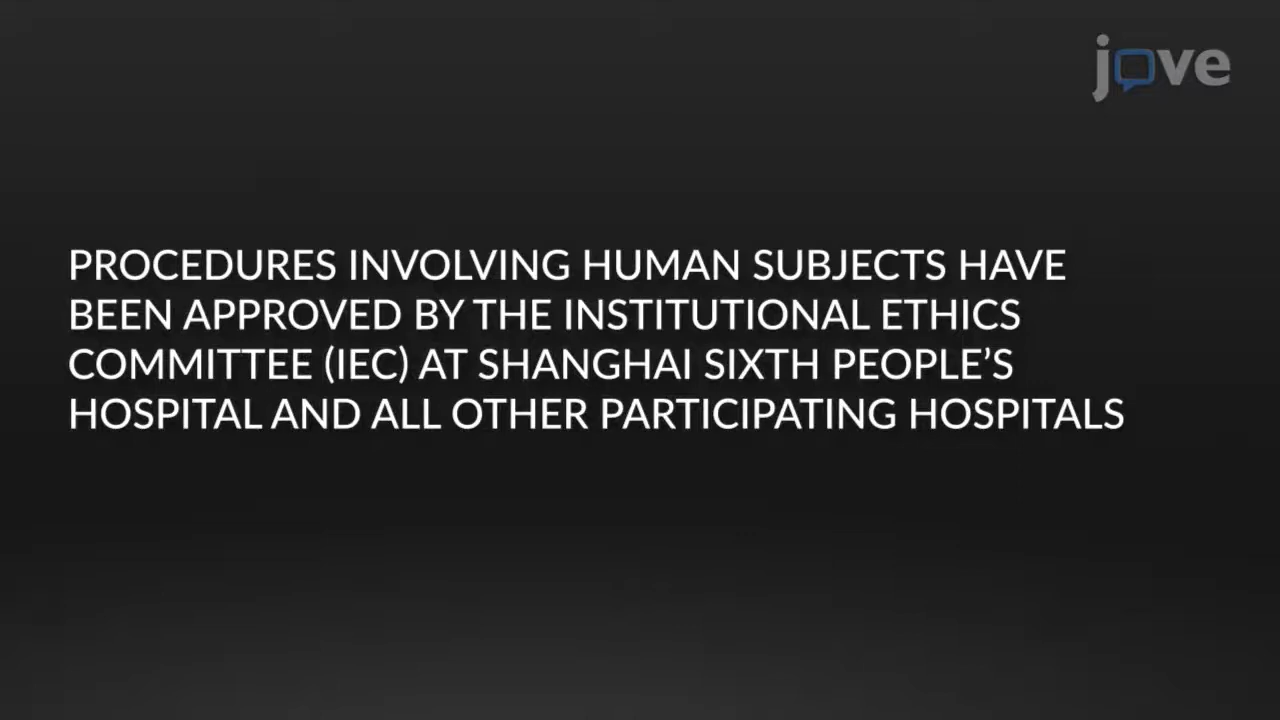 jove
PROCEDURES INVOLVING HUMAN SUBJECTS HAVE
BEEN APPROVED BY THE INSTITUTIONAL ETHICS
COMMITTEE (IEC) AT SHANGHAI SIXTH PEOPLE’S
HOSPITAL AND ALL OTHER PARTICIPATING HOSPITALS